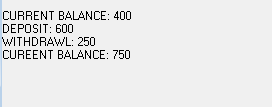 CURRENT BALANCE: 400
DEPOSIT: 600
WITHDRAWL: 250
CUREENT BALANCE: 750